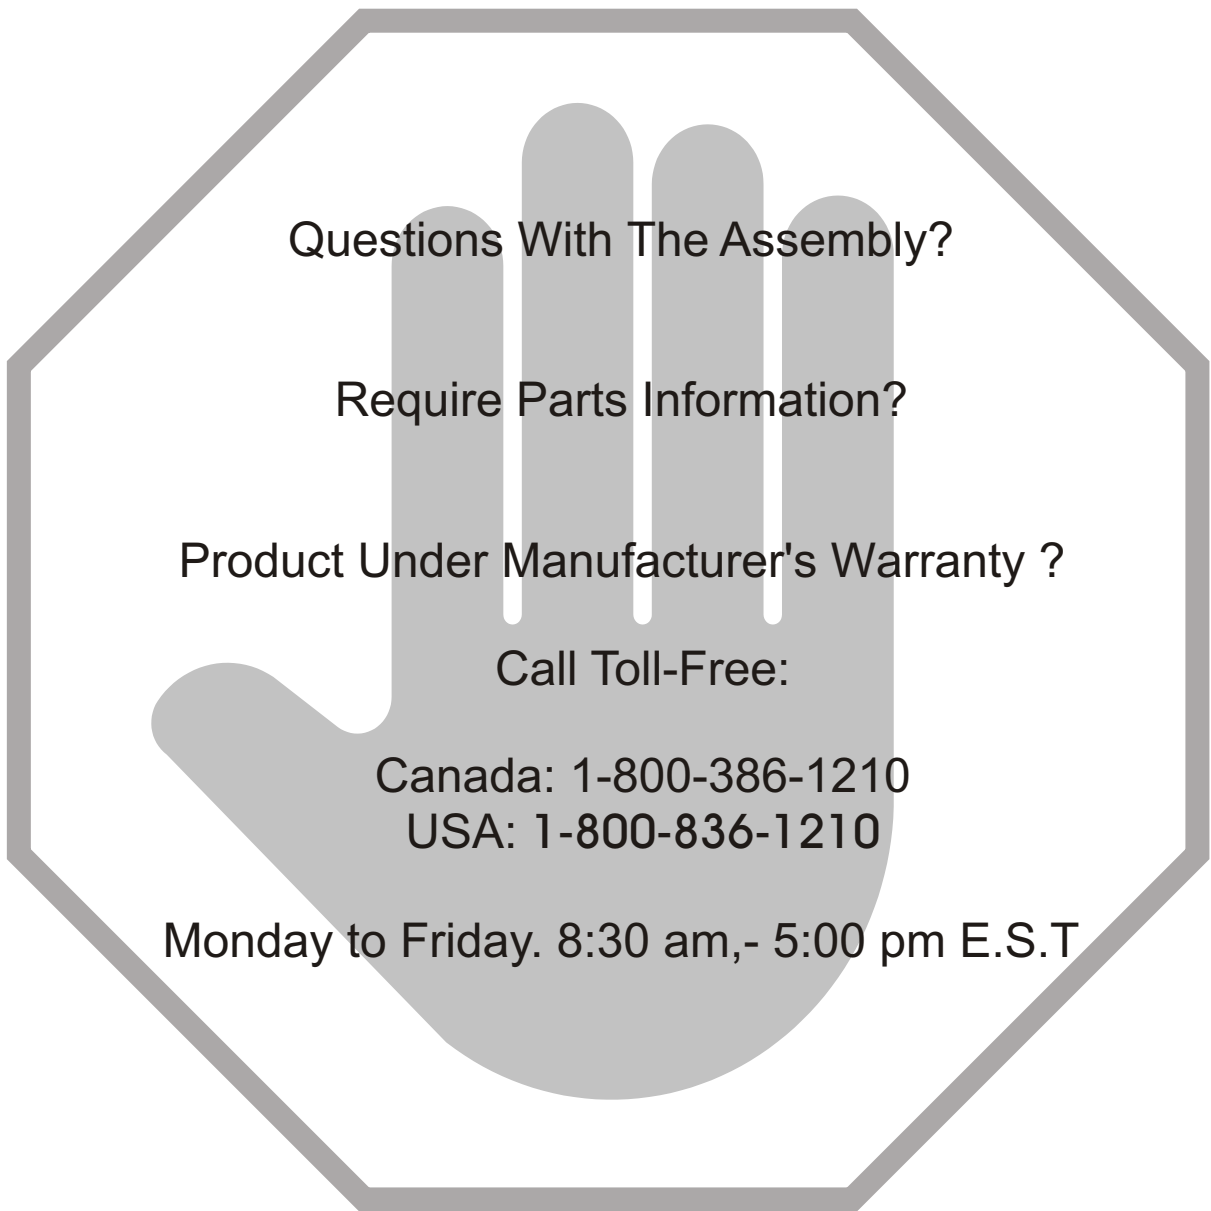 Questions With The Assembly?
Require Parts Information?
Product Under Manufacturer's Warranty ?
Call Toll-Free:
Canada: 1-800-386-1210
USA: 1-800-836-1210
Monday to Friday. 8:30 am,- 5:00 pm E.S.T